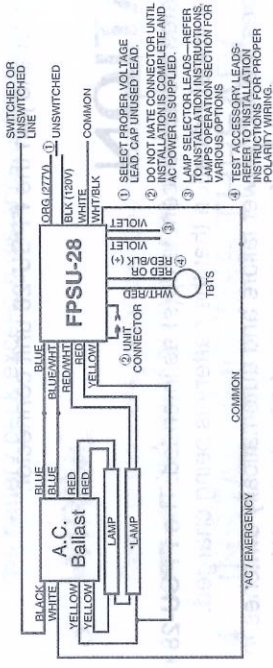 SWITCHED OR
UNSWITCHED
LINE
① UNSWITCHED
COMMON
ORG (277V)
BLK (120V)
WHITE
WHT/BLK
FPSU-28
BLUE
BLUE/WHT
RED/WHT
RED
YELLOW
VIOLET
VIOLET
③
RED/BLK (+)
RED OR
④
WHT/RED
TBTS
② UNIT
CONNECTOR
A.C.
Ballast
BLUE
BLUE
RED
RED
BLACK
WHITE
YELLOW
YELLOW
LAMP
*LAMP
COMMON
*AC / EMERGENCY
① SELECT PROPER VOLTAGE
LEAD. CAP UNUSED LEAD.
② DO NOT MATE CONNECTOR UNTIL
INSTALLATION IS COMPLETE AND
AC POWER IS SUPPLIED.
③ LAMP SELECTOR LEADS—REFER
TO INSTALLATION INSTRUCTIONS,
LAMPS OPERATION SECTION FOR
VARIOUS OPTIONS
④ TEST ACCESSORY LEADS-
REFER TO INSTALLATION
INSTRUCTIONS FOR PROPER
POLARITY WIRING.